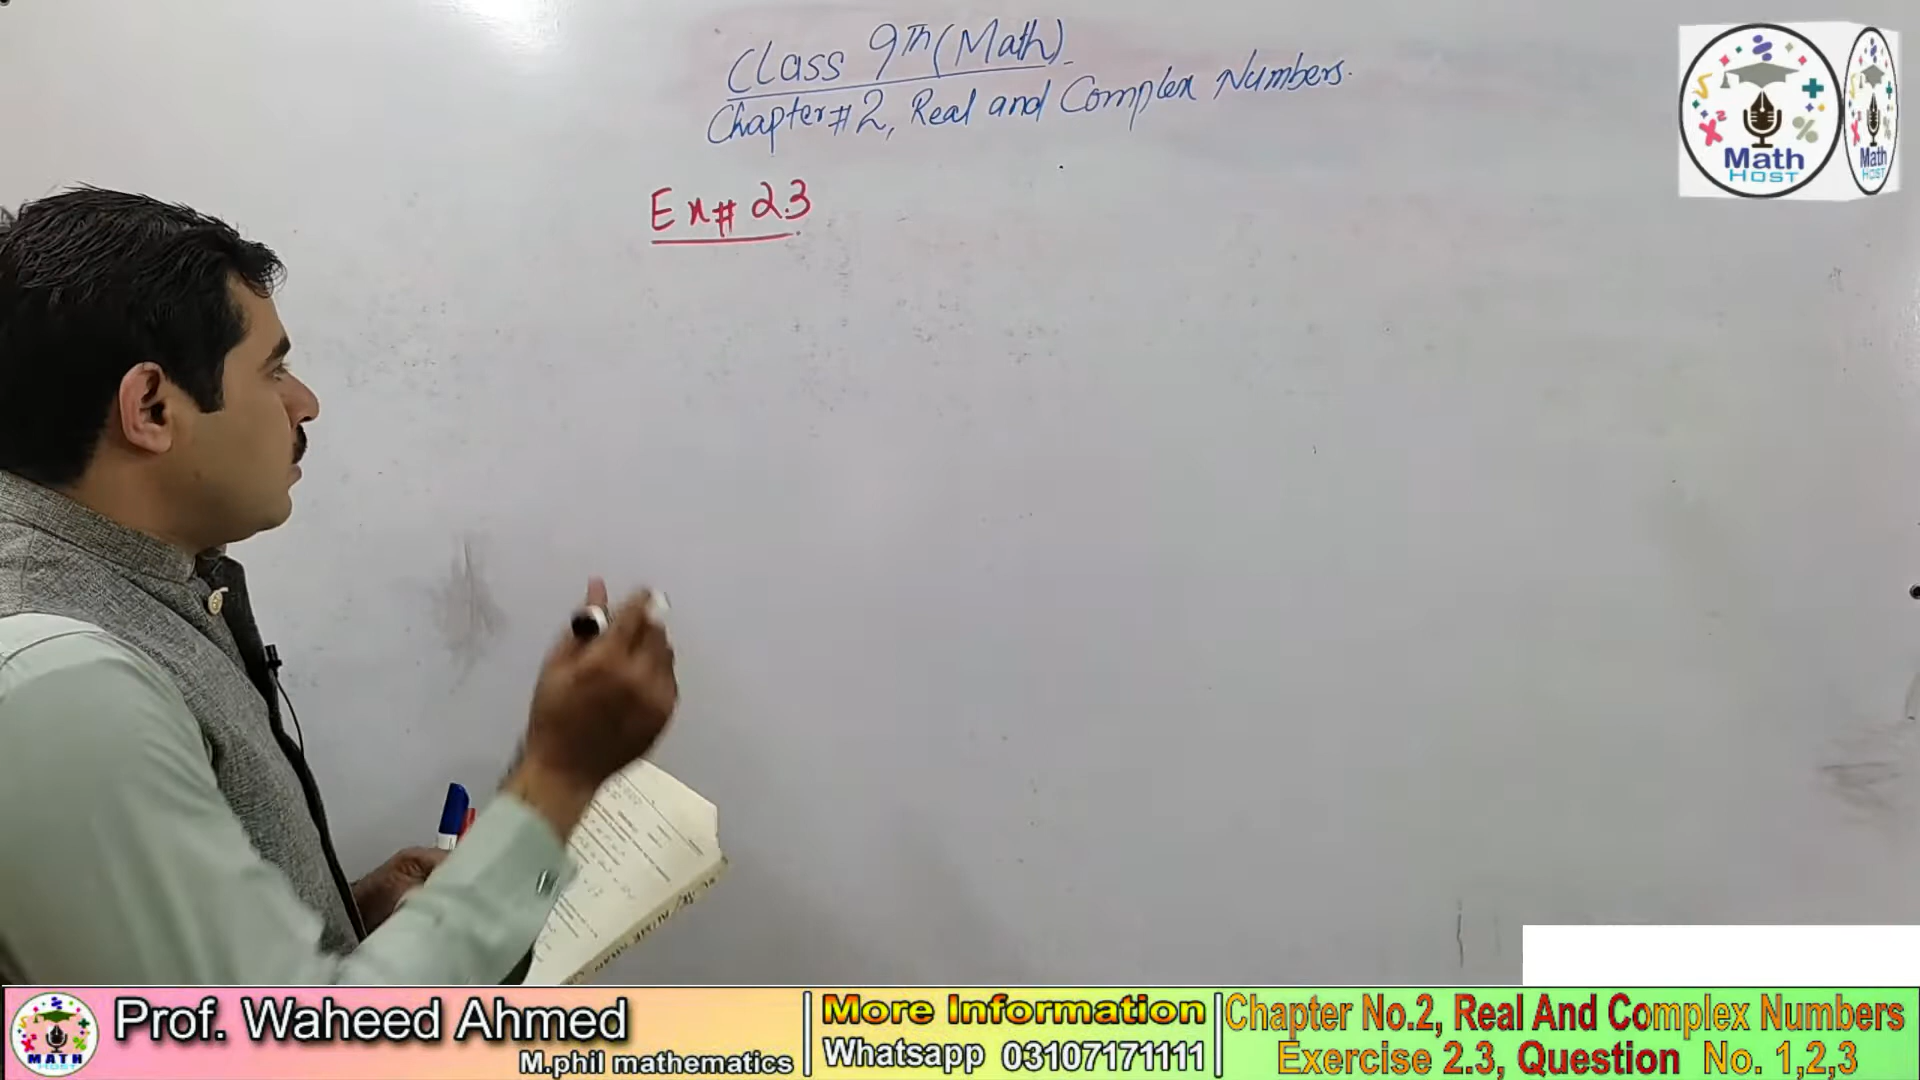 Class 9Th (Math)
Chapter # 2, Real and Complex Numbers.
Ex # 2.3
Math
HOST
Math
HOST
MATH
HOST
Prof. Waheed Ahmed
M.phil mathematics
More Information
Whatsapp 03107171111
Chapter No.2, Real And Complex Numbers
Exercise 2.3, Question No. 1,2,3